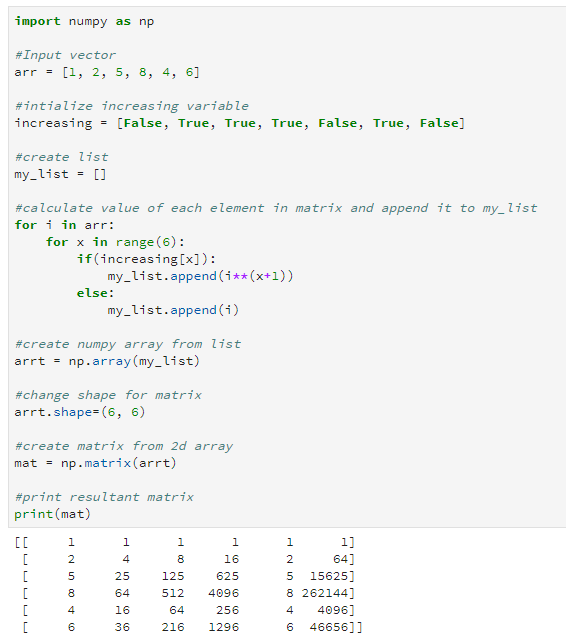 import numpy as np

#Input vector
arr = [1, 2, 5, 8, 4, 6]

#intialize increasing variable
increasing = [False, True, True, True, False, True, False]

#create list
my_list = []

#calculate value of each element in matrix and append it to my_list
for i in arr:
    for x in range(6):
        if(increasing[x]):
            my_list.append(i**(x+1))
        else:
            my_list.append(i)

#create numpy array from list
arrt = np.array(my_list)

#change shape for matrix
arrt.shape=(6, 6)

#create matrix from 2d array
mat = np.matrix(arrt)

#print resultant matrix
print(mat)

[[     1      1      1      1      1      1]
 [     2      4      8     16      2     64]
 [     5     25    125    625      5  15625]
 [     8     64    512   4096      8 262144]
 [     4     16     64    256      4   4096]
 [     6     36    216   1296      6  46656]]